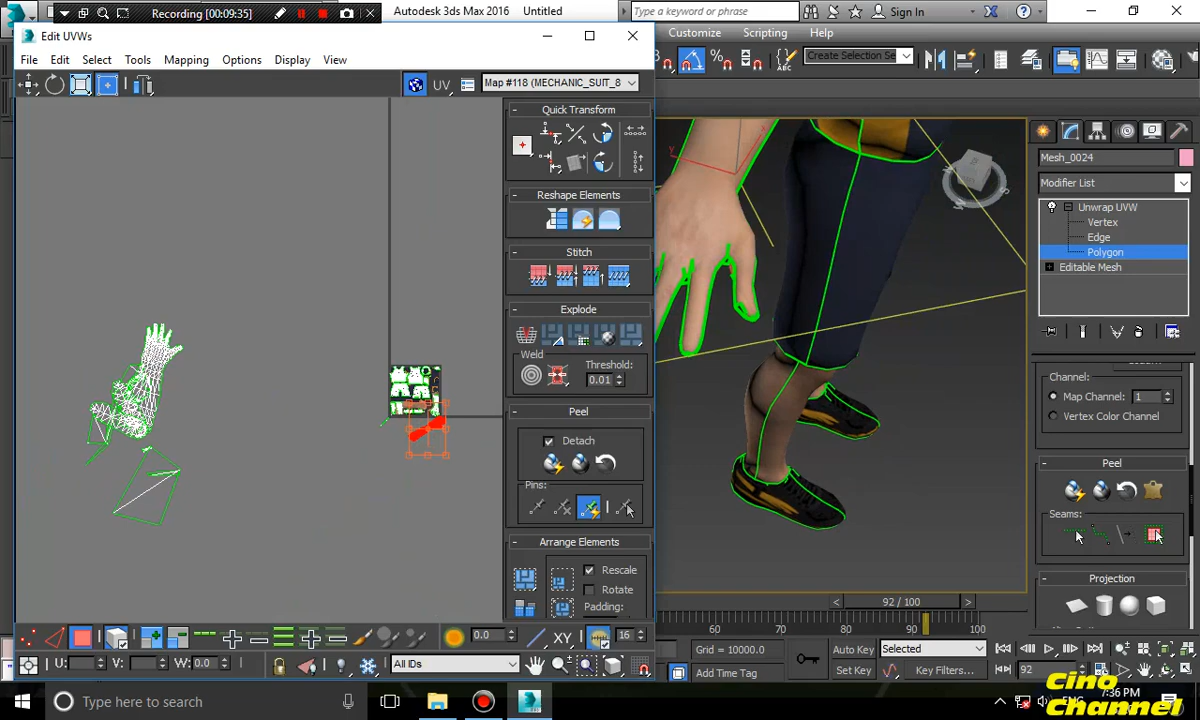 Recording [00:09:35]
Autodesk 3ds Max 2016 Untitled
Type a keyword or phrase
Sign In
Edit UVWs
Customize Scripting Help
File Edit Select Tools Mapping Options Display View
Create Selection Se
UV Map #118 (MECHANIC_SUIT_8
Quick Transform
Reshape Elements
Stitch
Explode
Weld Threshold:
0.01
Peel
Detach
Pins:
Arrange Elements
Rescale
Rotate
Padding:
Mesh_0024
Modifier List
Unwrap UVW
Vertex
Edge
Polygon
Editable Mesh
Channel:
Map Channel: 1
Vertex Color Channel
Peel
Seams:
Projection
92 / 100
60 70 80 90 100
0.0 XY 16
U: V: W: 0.0 All IDs
Grid = 10000.0
Add Time Tag
Auto Key Selected
Set Key Key Filters...
92
Type here to search
ENG
7:36 PM
Cino
Channel